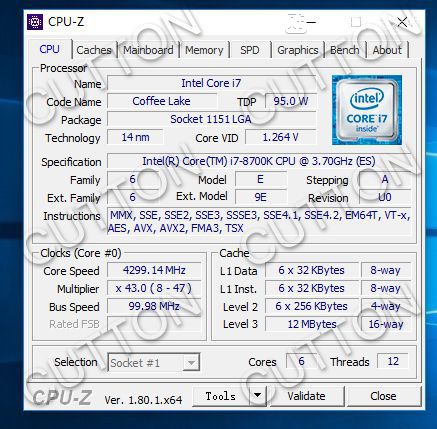 CPU-Z
CPU Caches Mainboard Memory SPD Graphics Bench About
Processor
Name Intel Core i7
Code Name Coffee Lake TDP 95.0 W
Package Socket 1151 LGA
Technology 14 nm Core VID 1.264 V
intel
CORE i7
inside
Specification Intel(R) Core(TM) i7-8700K CPU @ 3.70GHz (ES)
Family 6 Model E Stepping A
Ext. Family 6 Ext. Model 9E Revision U0
Instructions MMX, SSE, SSE2, SSE3, SSSE3, SSE4.1, SSE4.2, EM64T, VT-x,
AES, AVX, AVX2, FMA3, TSX
Clocks (Core #0)
Core Speed 4299.14 MHz
Multiplier x 43.0 ( 8 - 47 )
Bus Speed 99.98 MHz
Rated FSB
Cache
L1 Data 6 x 32 KBytes 8-way
L1 Inst. 6 x 32 KBytes 8-way
Level 2 6 x 256 KBytes 4-way
Level 3 12 MBytes 16-way
Selection Socket #1 Cores 6 Threads 12
CPU-Z Ver. 1.80.1.x64 Tools Validate Close
CUTTON
CUTTON
CUTTON
CUTTON
CUTTON
CUTTON
CUTTON
CUTTON
CUTTON